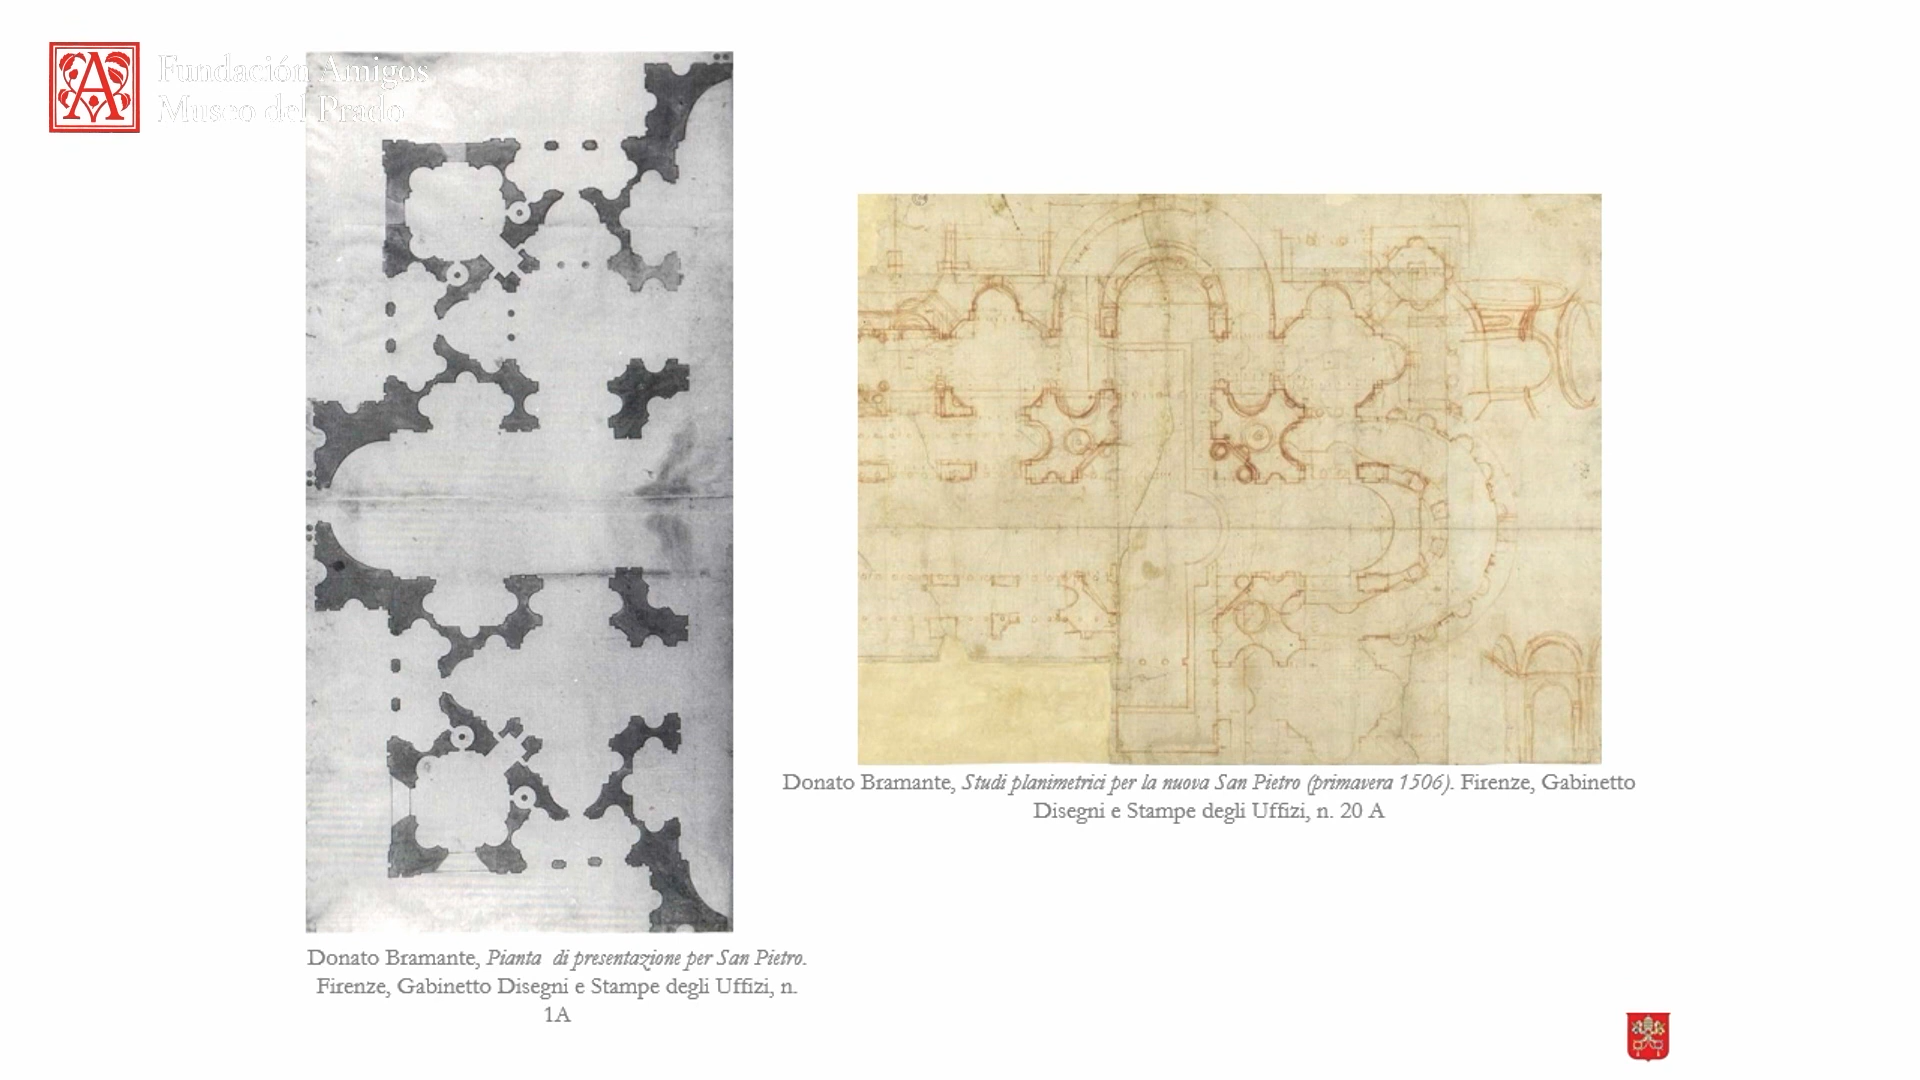 Fundación Amigos
Museo del Prado
Donato Bramante, Studi planimetrici per la nuova San Pietro (primavera 1506). Firenze, Gabinetto
Disegni e Stampe degli Uffizi, n. 20 A
Donato Bramante, Pianta di presentazione per San Pietro.
Firenze, Gabinetto Disegni e Stampe degli Uffizi, n.
1A